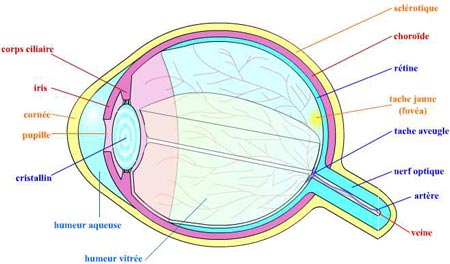 sclérotique
choroïde
rétine
tache jaune
(fovéa)
tache aveugle
nerf optique
artère
veine
corps ciliaire
iris
cornée
pupille
cristallin
humeur aqueuse
humeur vitrée